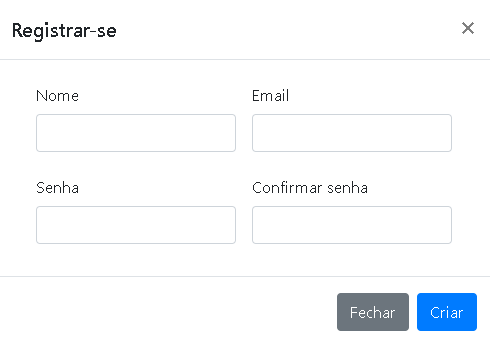 Registrar-se ×
Nome Email
Senha Confirmar senha
Fechar Criar